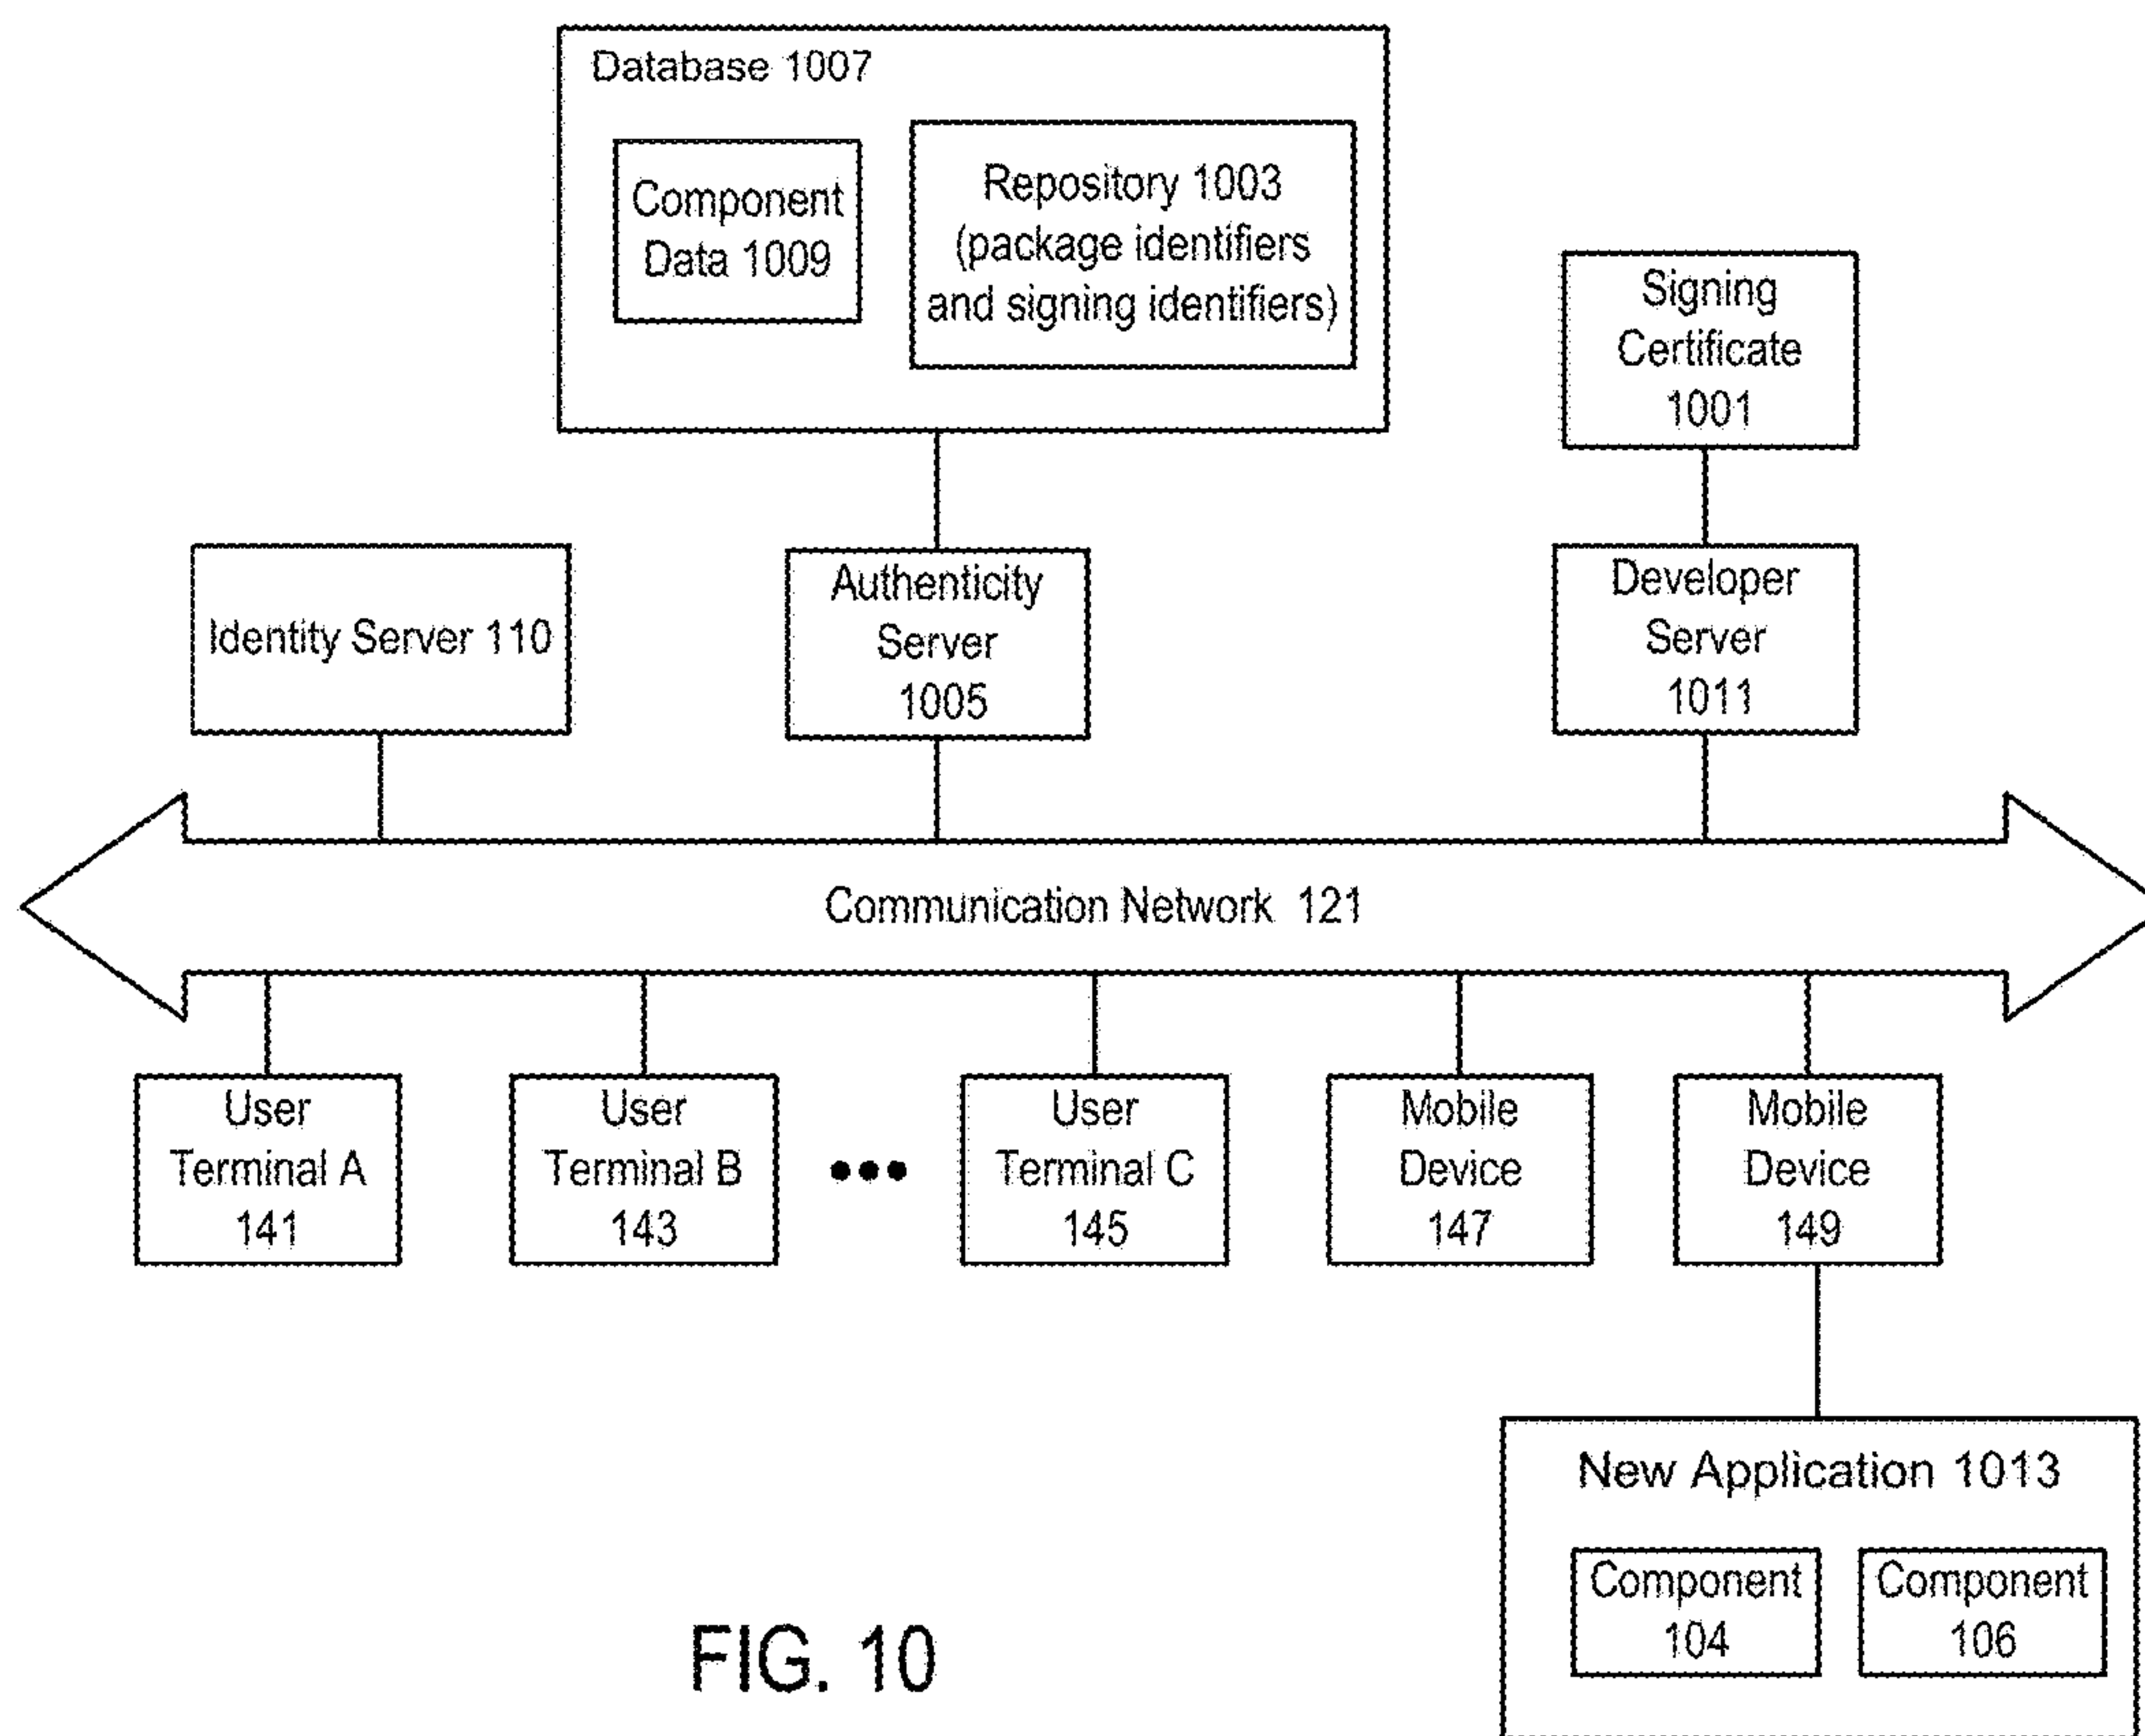 Database 1007
Component
Data 1009
Repository 1003
(package identifiers
and signing identifiers)
Signing
Certificate
1001
Identity Server 110
Authenticity
Server
1005
Developer
Server
1011
Communication Network 121
User
Terminal A
141
User
Terminal B
143
•••
User
Terminal C
145
Mobile
Device
147
Mobile
Device
149
New Application 1013
Component
104
Component
106
FIG. 10